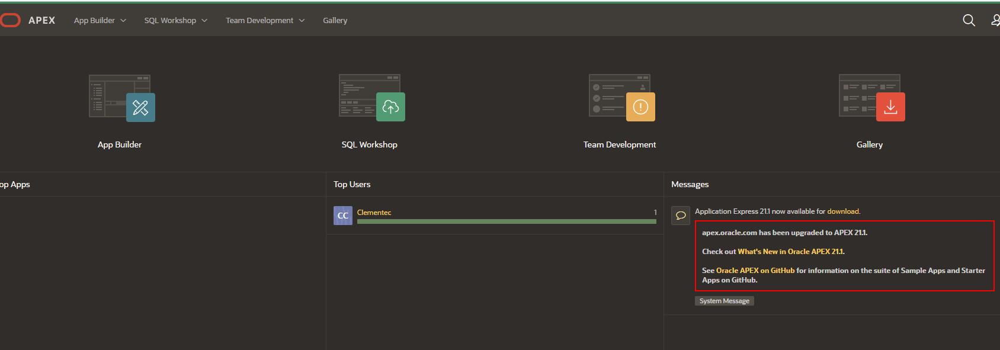 APEX App Builder SQL Workshop Team Development Gallery
App Builder SQL Workshop Team Development Gallery
op Apps
Top Users
CC Clementec 1
Messages
Application Express 21.1 now available for download.
apex.oracle.com has been upgraded to APEX 21.1.
Check out What's New in Oracle APEX 21.1.
See Oracle APEX on GitHub for information on the suite of Sample Apps and Starter
Apps on GitHub.
System Message